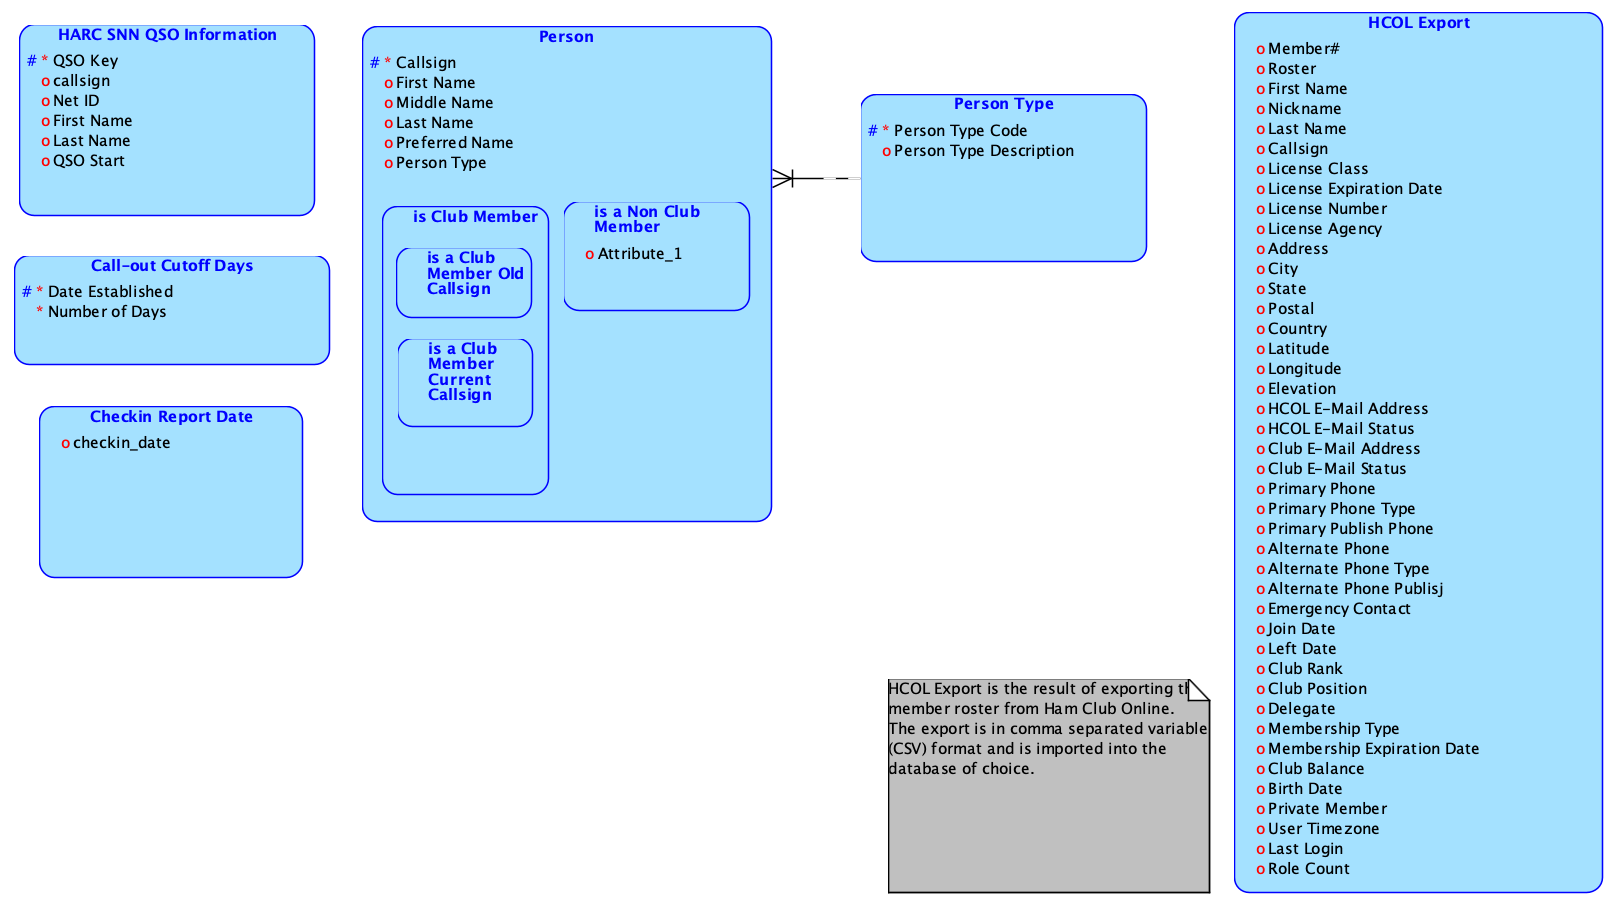 HARC SNN QSO Information
# * QSO Key
o callsign
o Net ID
o First Name
o Last Name
o QSO Start
Call-out Cutoff Days
# * Date Established
* Number of Days
Checkin Report Date
o checkin_date
Person
# * Callsign
o First Name
o Middle Name
o Last Name
o Preferred Name
o Person Type
is Club Member
is a Club
Member Old
Callsign
is a Club
Member
Current
Callsign
is a Non Club
Member
o Attribute_1
Person Type
# * Person Type Code
o Person Type Description
HCOL Export is the result of exporting
member roster from Ham Club Online.
The export is in comma separated variable
(CSV) format and is imported into the
database of choice.
HCOL Export
o Member#
o Roster
o First Name
o Nickname
o Last Name
o Callsign
o License Class
o License Expiration Date
o License Number
o License Agency
o Address
o City
o State
o Postal
o Country
o Latitude
o Longitude
o Elevation
o HCOL E-Mail Address
o HCOL E-Mail Status
o Club E-Mail Address
o Club E-Mail Status
o Primary Phone
o Primary Phone Type
o Primary Publish Phone
o Alternate Phone
o Alternate Phone Type
o Alternate Phone Publisj
o Emergency Contact
o Join Date
o Left Date
o Club Rank
o Club Position
o Delegate
o Membership Type
o Membership Expiration Date
o Club Balance
o Birth Date
o Private Member
o User Timezone
o Last Login
o Role Count